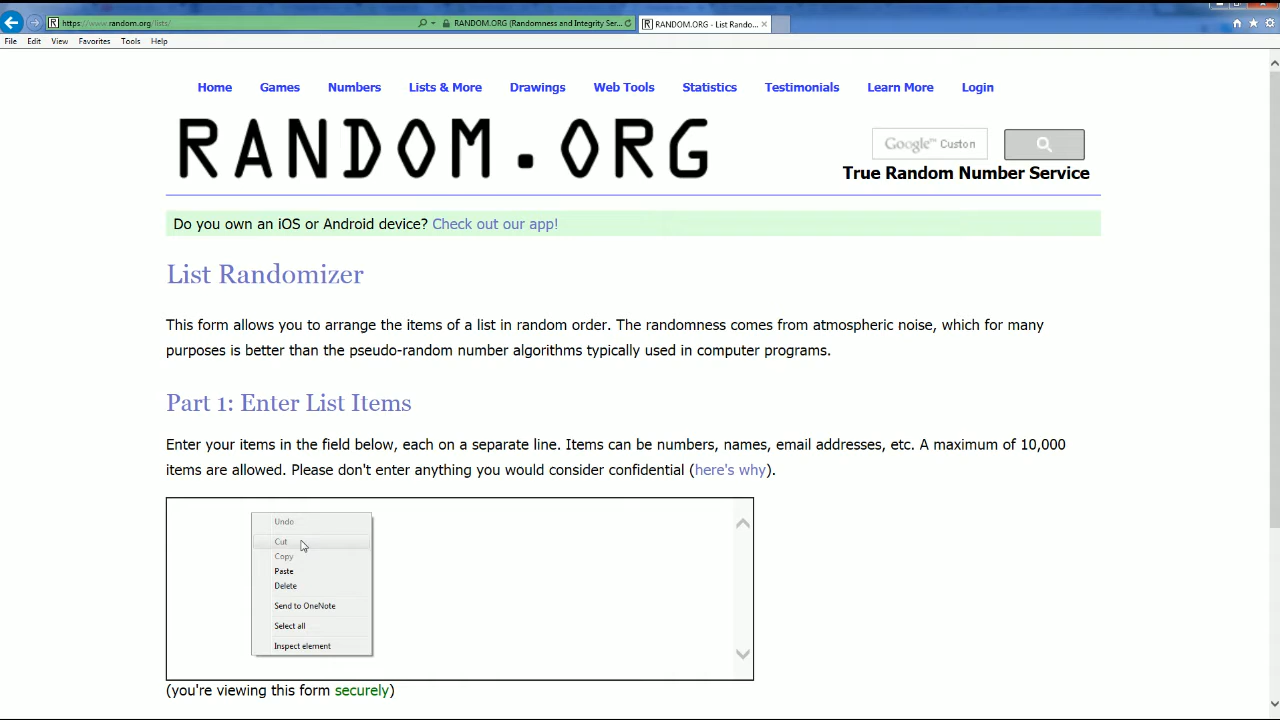 https://www.random.org/lists/
RANDOM.ORG (Randomness and Integrity Ser...
RANDOM.ORG - List Rando...
File Edit View Favorites Tools Help
Home Games Numbers Lists & More Drawings Web Tools Statistics Testimonials Learn More Login
RANDOM.ORG
Google™ Custon
True Random Number Service
Do you own an iOS or Android device? Check out our app!
List Randomizer
This form allows you to arrange the items of a list in random order. The randomness comes from atmospheric noise, which for many
purposes is better than the pseudo-random number algorithms typically used in computer programs.
Part 1: Enter List Items
Enter your items in the field below, each on a separate line. Items can be numbers, names, email addresses, etc. A maximum of 10,000
items are allowed. Please don't enter anything you would consider confidential (here's why).
Undo
Cut
Copy
Paste
Delete
Send to OneNote
Select all
Inspect element
(you're viewing this form securely)